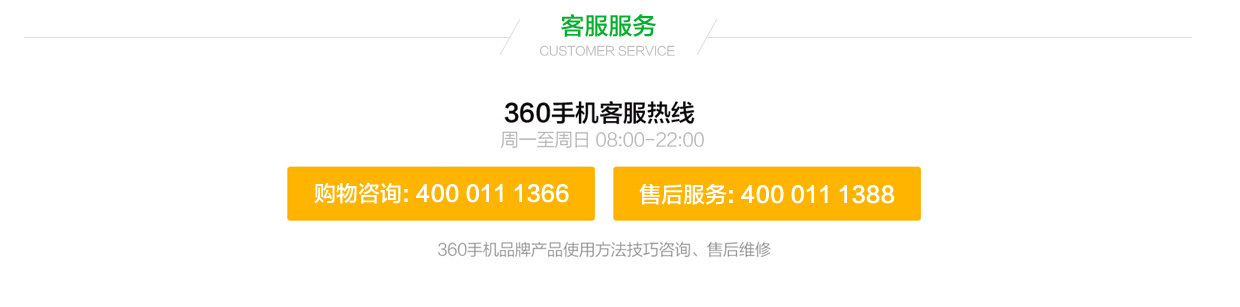 客服服务
CUSTOMER SERVICE
360手机客服热线
周一至周日 08:00-22:00
购物咨询: 400 011 1366
售后服务: 400 011 1388
360手机品牌产品使用方法技巧咨询、售后维修